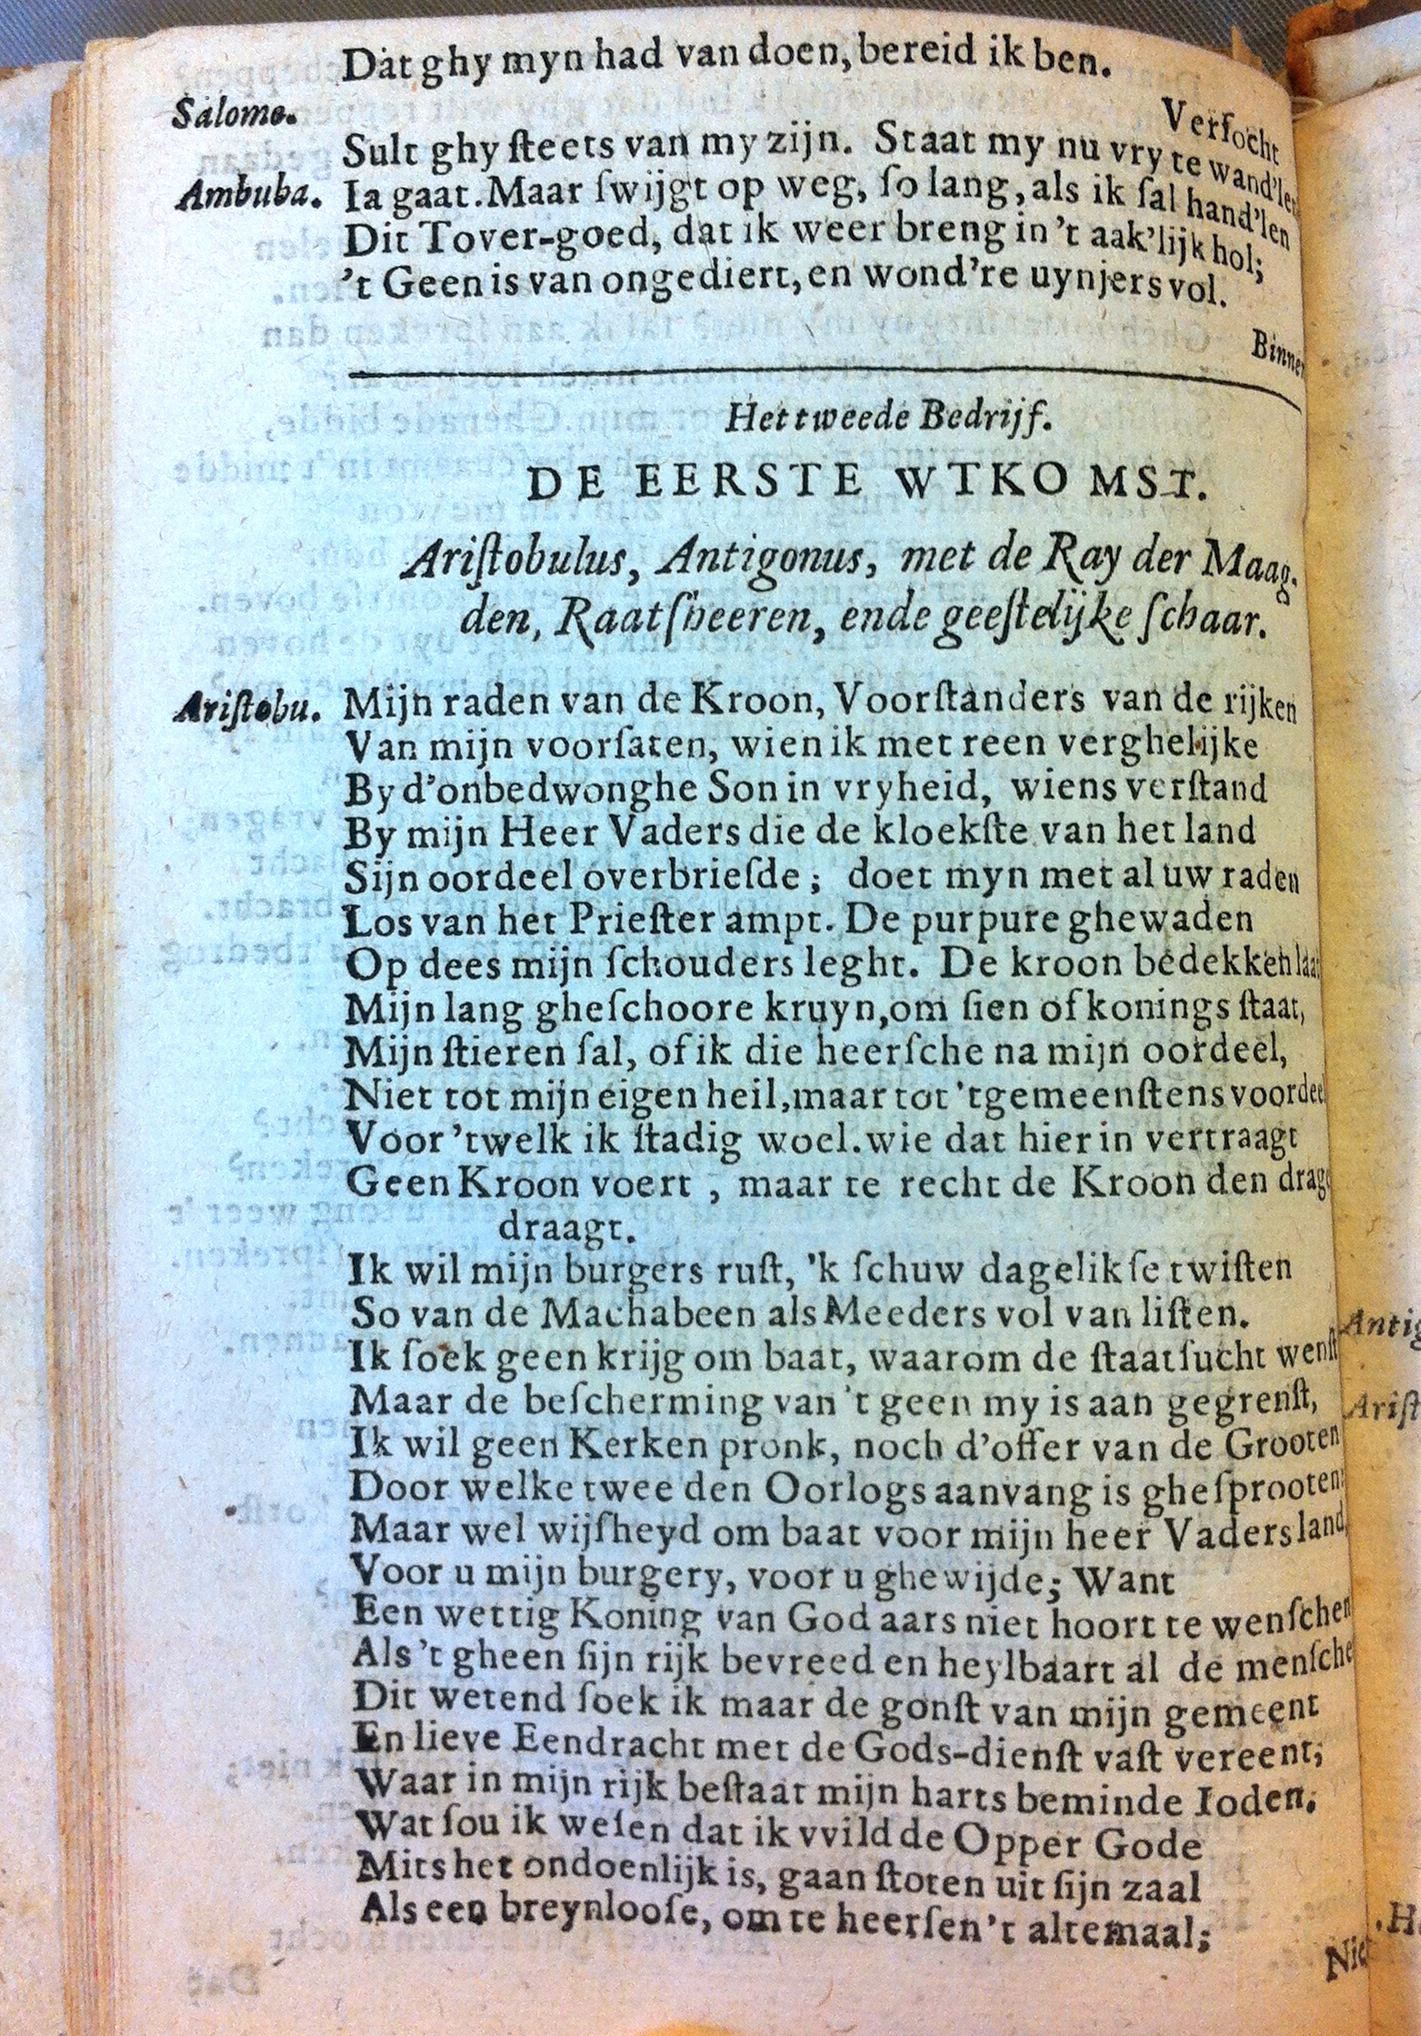 Dat ghy myn had van doen, bereid ik ben.
Salome. Verſocht
Sult ghy ſteets van my zijn. Staat my nu vry te wand'len
Ambuba. Ia gaat. Maar ſwijgt op weg, ſo lang, als ik ſal hand'len
Dit Tover-goed, dat ik weer breng in 't aak'lijk hol;
't Geen is van ongediert, en wond're uynjers vol.
Binnen
Het tweede Bedrijf.
DE EERSTE WTKOMST.
Ariſtobulus, Antigonus, met de Ray der Maag-
den, Raatſheeren, ende geeſtelijke ſchaar.
Ariſtobu. Mijn raden van de Kroon, Voorſtanders van de rijken
Van mijn voorſaten, wien ik met reen verghelijke
By d'onbedwonghe Son in vryheid, wiens verſtand
By mijn Heer Vaders die de kloekſte van het land
Sijn oordeel overbrieſde; doet myn met al uw raden
Los van het Prieſter ampt. De purpure ghewaden
Op dees mijn ſchouders leght. De kroon bedekken laat
Mijn lang gheſchoore kruyn, om ſien of konings ſtaat,
Mijn ſtieren ſal, of ik die heerſche na mijn oordeel,
Niet tot mijn eigen heil, maar tot 'tgemeenſtens voordeel
Voor 'twelk ik ſtadig woel. wie dat hier in vertraagt
Geen Kroon voert, maar te recht de Kroon den drage
draagt.
Ik wil mijn burgers ruſt, 'k ſchuw dagelikſe twiſten
So van de Machabeen als Meeders vol van liſten.
Ik ſoek geen krijg om baat, waarom de ſtaatſucht wenſt
Maar de beſcherming van 't geen my is aan gegrenſt,
Ik wil geen Kerken pronk, noch d'offer van de Grooten
Door welke twee den Oorlogs aanvang is gheſprooten:
Maar wel wijſheyd om baat voor mijn heer Vaders land,
Voor u mijn burgery, voor u ghewijde; Want
Een wettig Koning van God aars niet hoort te wenſchen
Als 't gheen ſijn rijk bevreed en heylbaart al de menſche
Dit wetend ſoek ik maar de gonſt van mijn gemeent
En lieve Eendracht met de Gods-dienſt vaſt vereent;
Waar in mijn rijk beſtaat mijn harts beminde Ioden.
Wat ſou ik weſen dat ik vvild de Opper Gode
Mits het ondoenlijk is, gaan ſtoten uit ſijn zaal
Als een breynlooſe, om te heerſen 't altemaal;